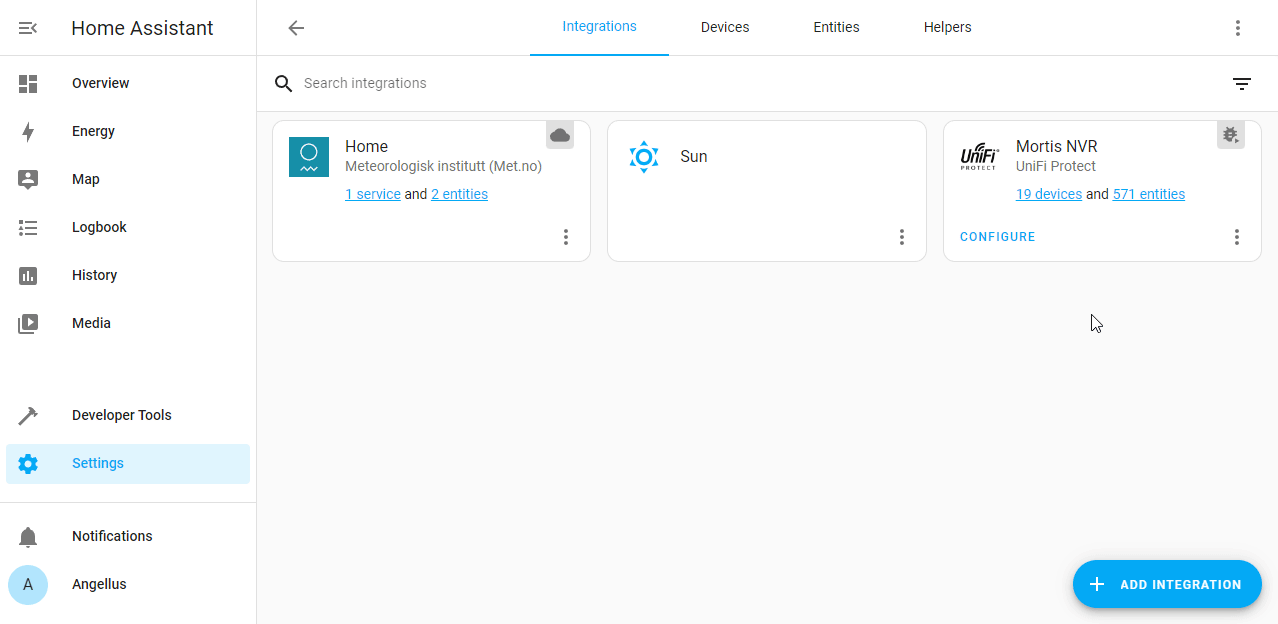 Home Assistant
Overview
Energy
Map
Logbook
History
Media
Developer Tools
Settings
Notifications
A
Angellus
Integrations
Devices
Entities
Helpers
Search integrations
Home
Meteorologisk institutt (Met.no)
1 service and 2 entities
Sun
UniFi
PROTECT
Mortis NVR
UniFi Protect
19 devices and 571 entities
CONFIGURE
ADD INTEGRATION